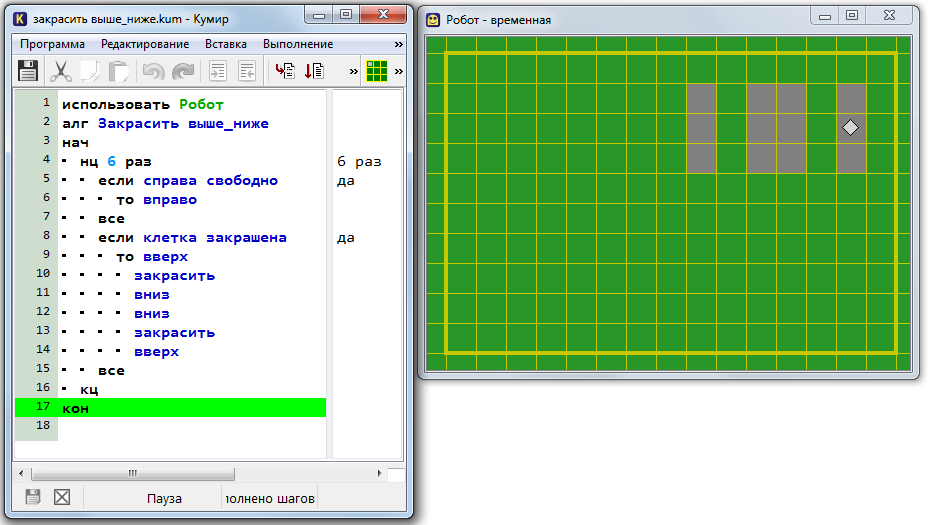 закрасить выше_ниже.kum - Кумир
Программа Редактирование Вставка Выполнение »
» »
1 использовать Робот
2 алг Закрасить выше_ниже
3 нач
4 нц 6 раз 6 раз
5 если справа свободно да
6 то вправо
7 все
8 если клетка закрашена да
9 то вверх
10 закрасить
11 вниз
12 вниз
13 закрасить
14 вверх
15 все
16 кц
17 кон
18
Пауза полнено шагов
Робот - временная